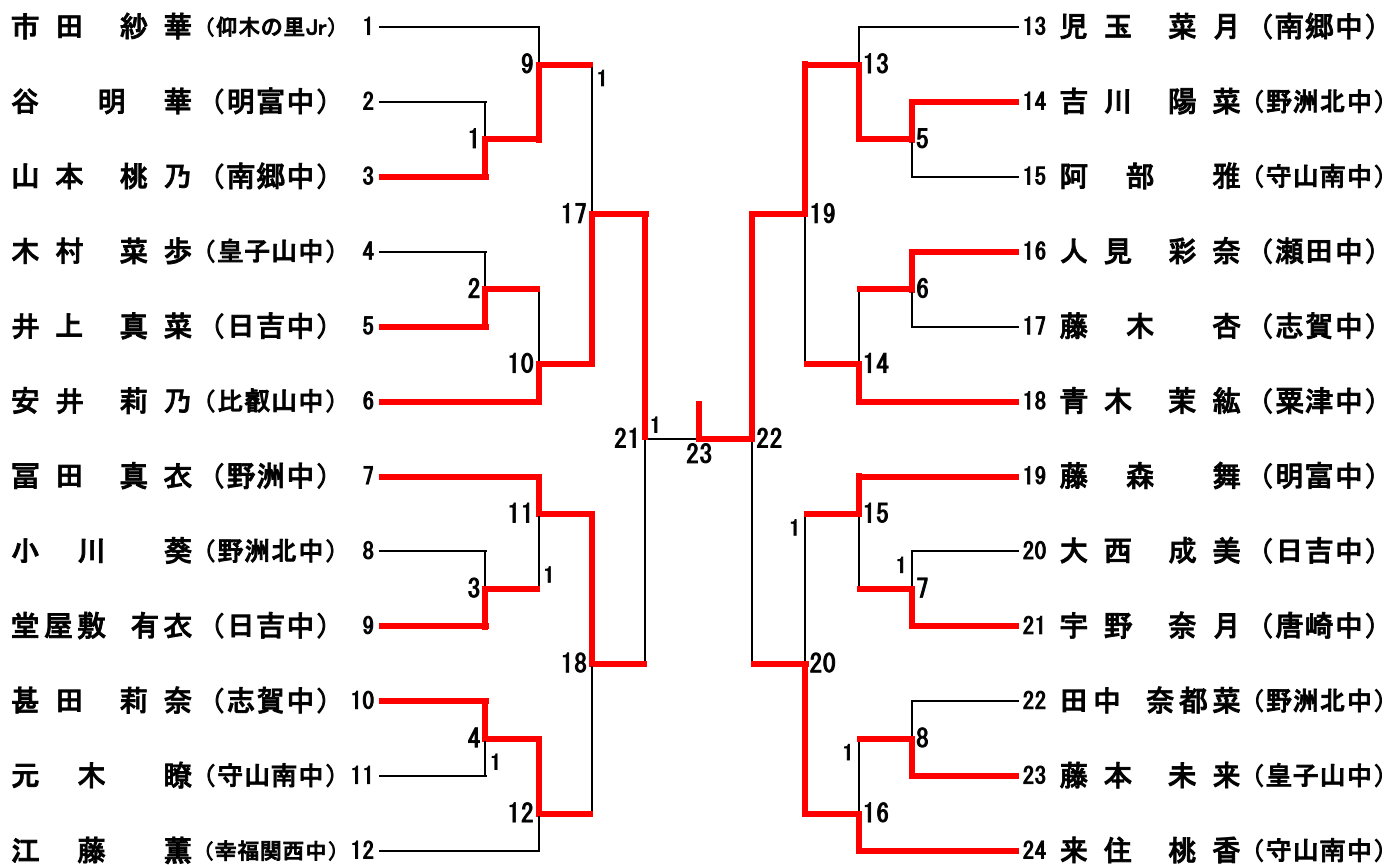 市田 紗華 (仰木の里Jr) 1
谷 明華 (明富中) 2
山本 桃乃 (南郷中) 3
木村 菜歩 (皇子山中) 4
井上 真菜 (日吉中) 5
安井 莉乃 (比叡山中) 6
冨田 真衣 (野洲中) 7
小川 葵 (野洲北中) 8
堂屋敷 有衣 (日吉中) 9
甚田 莉奈 (志賀中) 10
元木 瞭 (守山南中) 11
江藤 薫 (幸福関西中) 12
9
1
1
17
2
10
21
1
11
3
1
18
4
1
12
23
22
13
5
19
6
14
1
15
1
7
20
1
8
16
13 児玉 菜月 (南郷中)
14 吉川 陽菜 (野洲北中)
15 阿部 雅 (守山南中)
16 人見 彩奈 (瀬田中)
17 藤木 杏 (志賀中)
18 青木 茉紘 (粟津中)
19 藤森 舞 (明富中)
20 大西 成美 (日吉中)
21 宇野 奈月 (唐崎中)
22 田中 奈都菜 (野洲北中)
23 藤本 未来 (皇子山中)
24 来住 桃香 (守山南中)